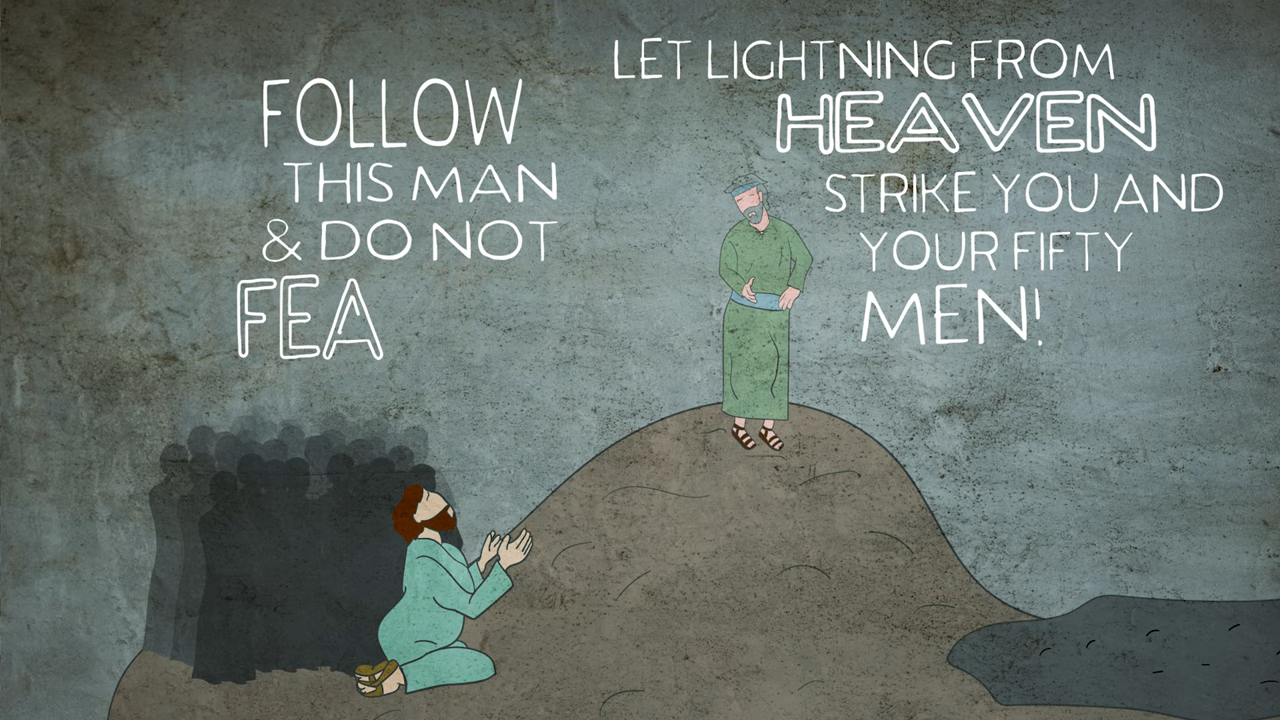 FOLLOW
THIS MAN
& DO NOT
FEA
LET LIGHTNING FROM
HEAVEN
STRIKE YOU AND
YOUR FIFTY
MEN!